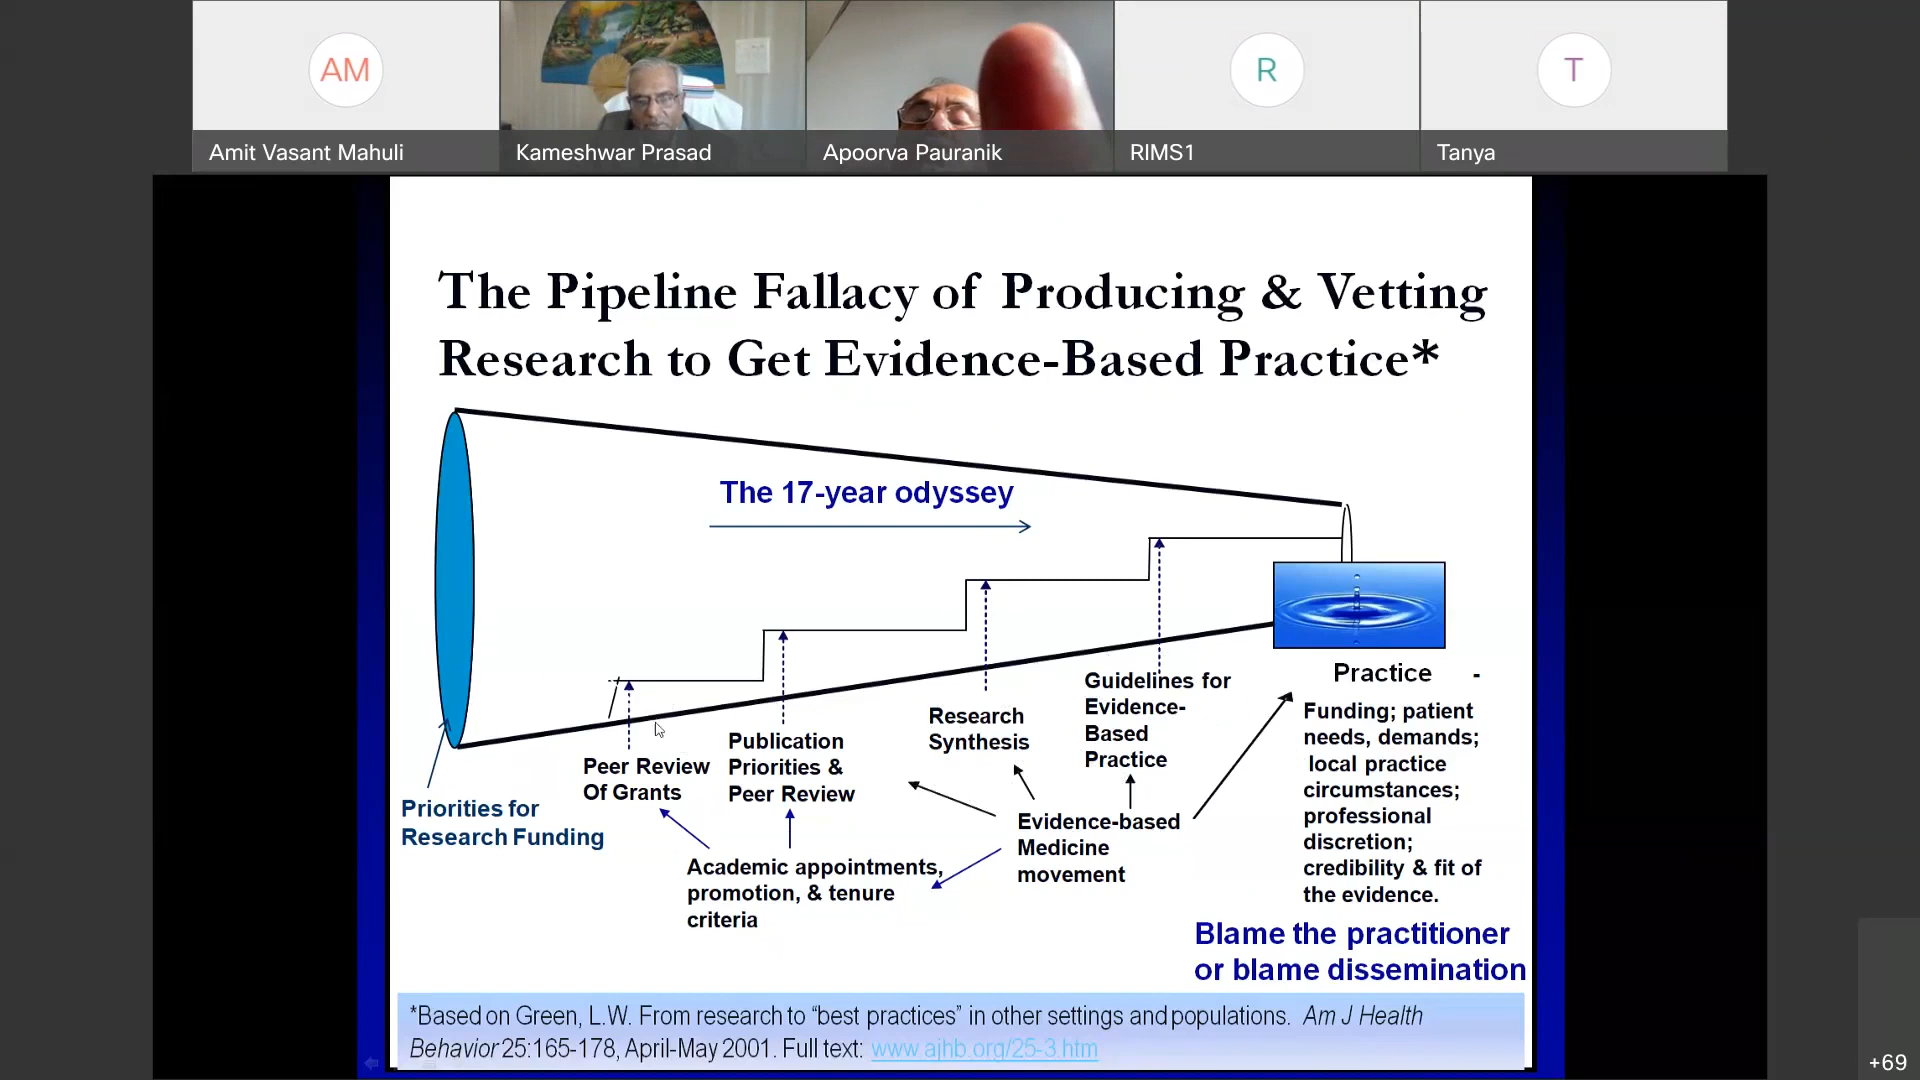 AM
R
T
Amit Vasant Mahuli
Kameshwar Prasad
Apoorva Pauranik
RIMS1
Tanya
The Pipeline Fallacy of Producing & Vetting
Research to Get Evidence-Based Practice*
The 17-year odyssey
Priorities for
Research Funding
Peer Review
Of Grants
Publication
Priorities &
Peer Review
Research
Synthesis
Guidelines for
Evidence-
Based
Practice
Academic appointments,
promotion, & tenure
criteria
Evidence-based
Medicine
movement
Practice -
Funding; patient
needs, demands;
local practice
circumstances;
professional
discretion;
credibility & fit of
the evidence.
Blame the practitioner
or blame dissemination
*Based on Green, L.W. From research to “best practices” in other settings and populations. Am J Health
Behavior 25:165-178, April-May 2001. Full text: www.ajhb.org/25-3.htm
+69